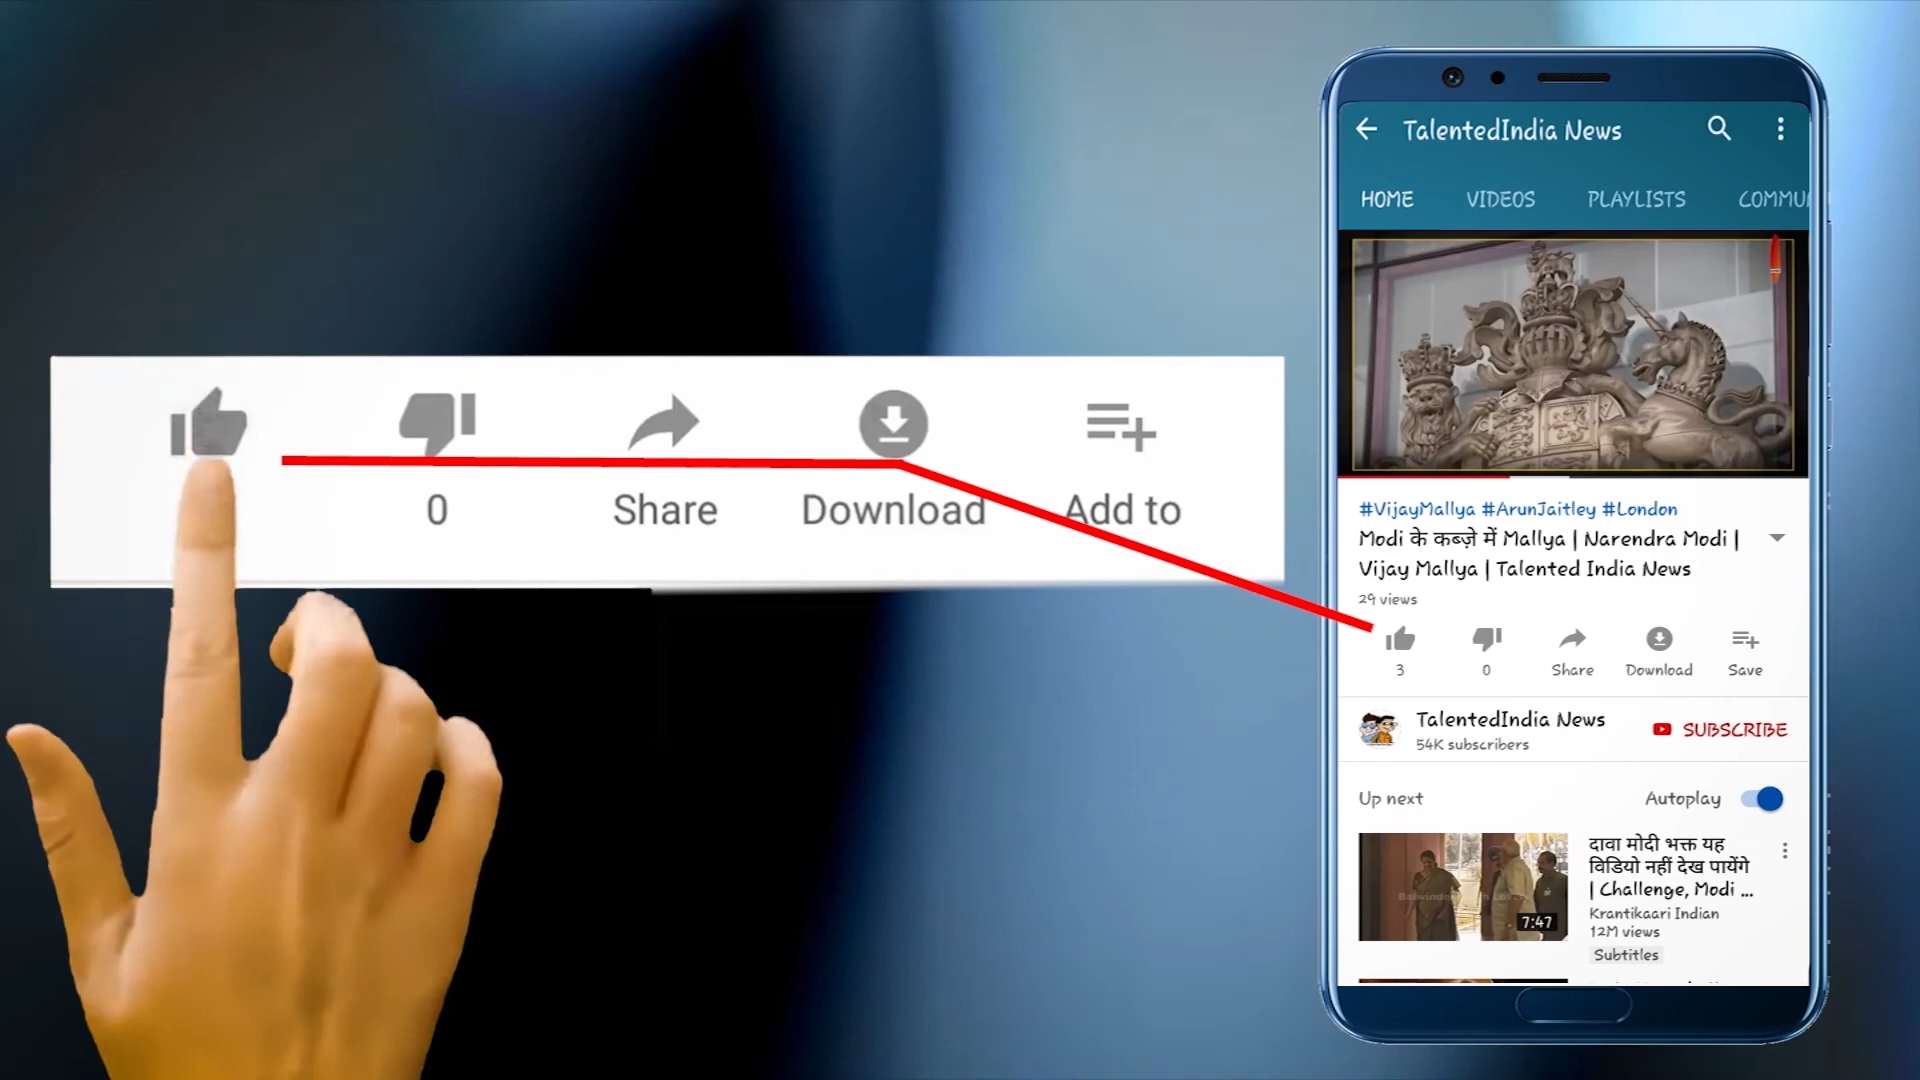 0
Share
Download
Add to
TalentedIndia News
HOME VIDEOS PLAYLISTS COMMU
#VijayMallya #ArunJaitley #London
Modi के कब्ज़े में Mallya | Narendra Modi |
Vijay Mallya | Talented India News
29 views
3 0 Share Download Save
TalentedIndia News
54K subscribers
SUBSCRIBE
Up next
Autoplay
7:47
दावा मोदी भक्त यह
विडियो नहीं देख पायेंगे
| Challenge, Modi ...
Krantikaari Indian
12M views
Subtitles